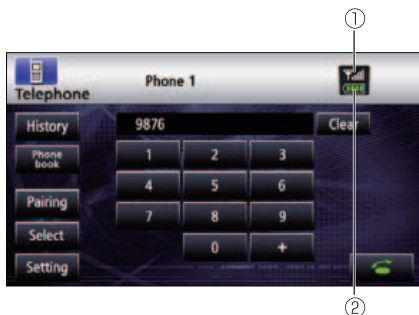 ①
Phone 1
Telephone
History
9876
Clear
Phone
book
1 2 3
4 5 6
Pairing
7 8 9
Select
0 +
Setting
②